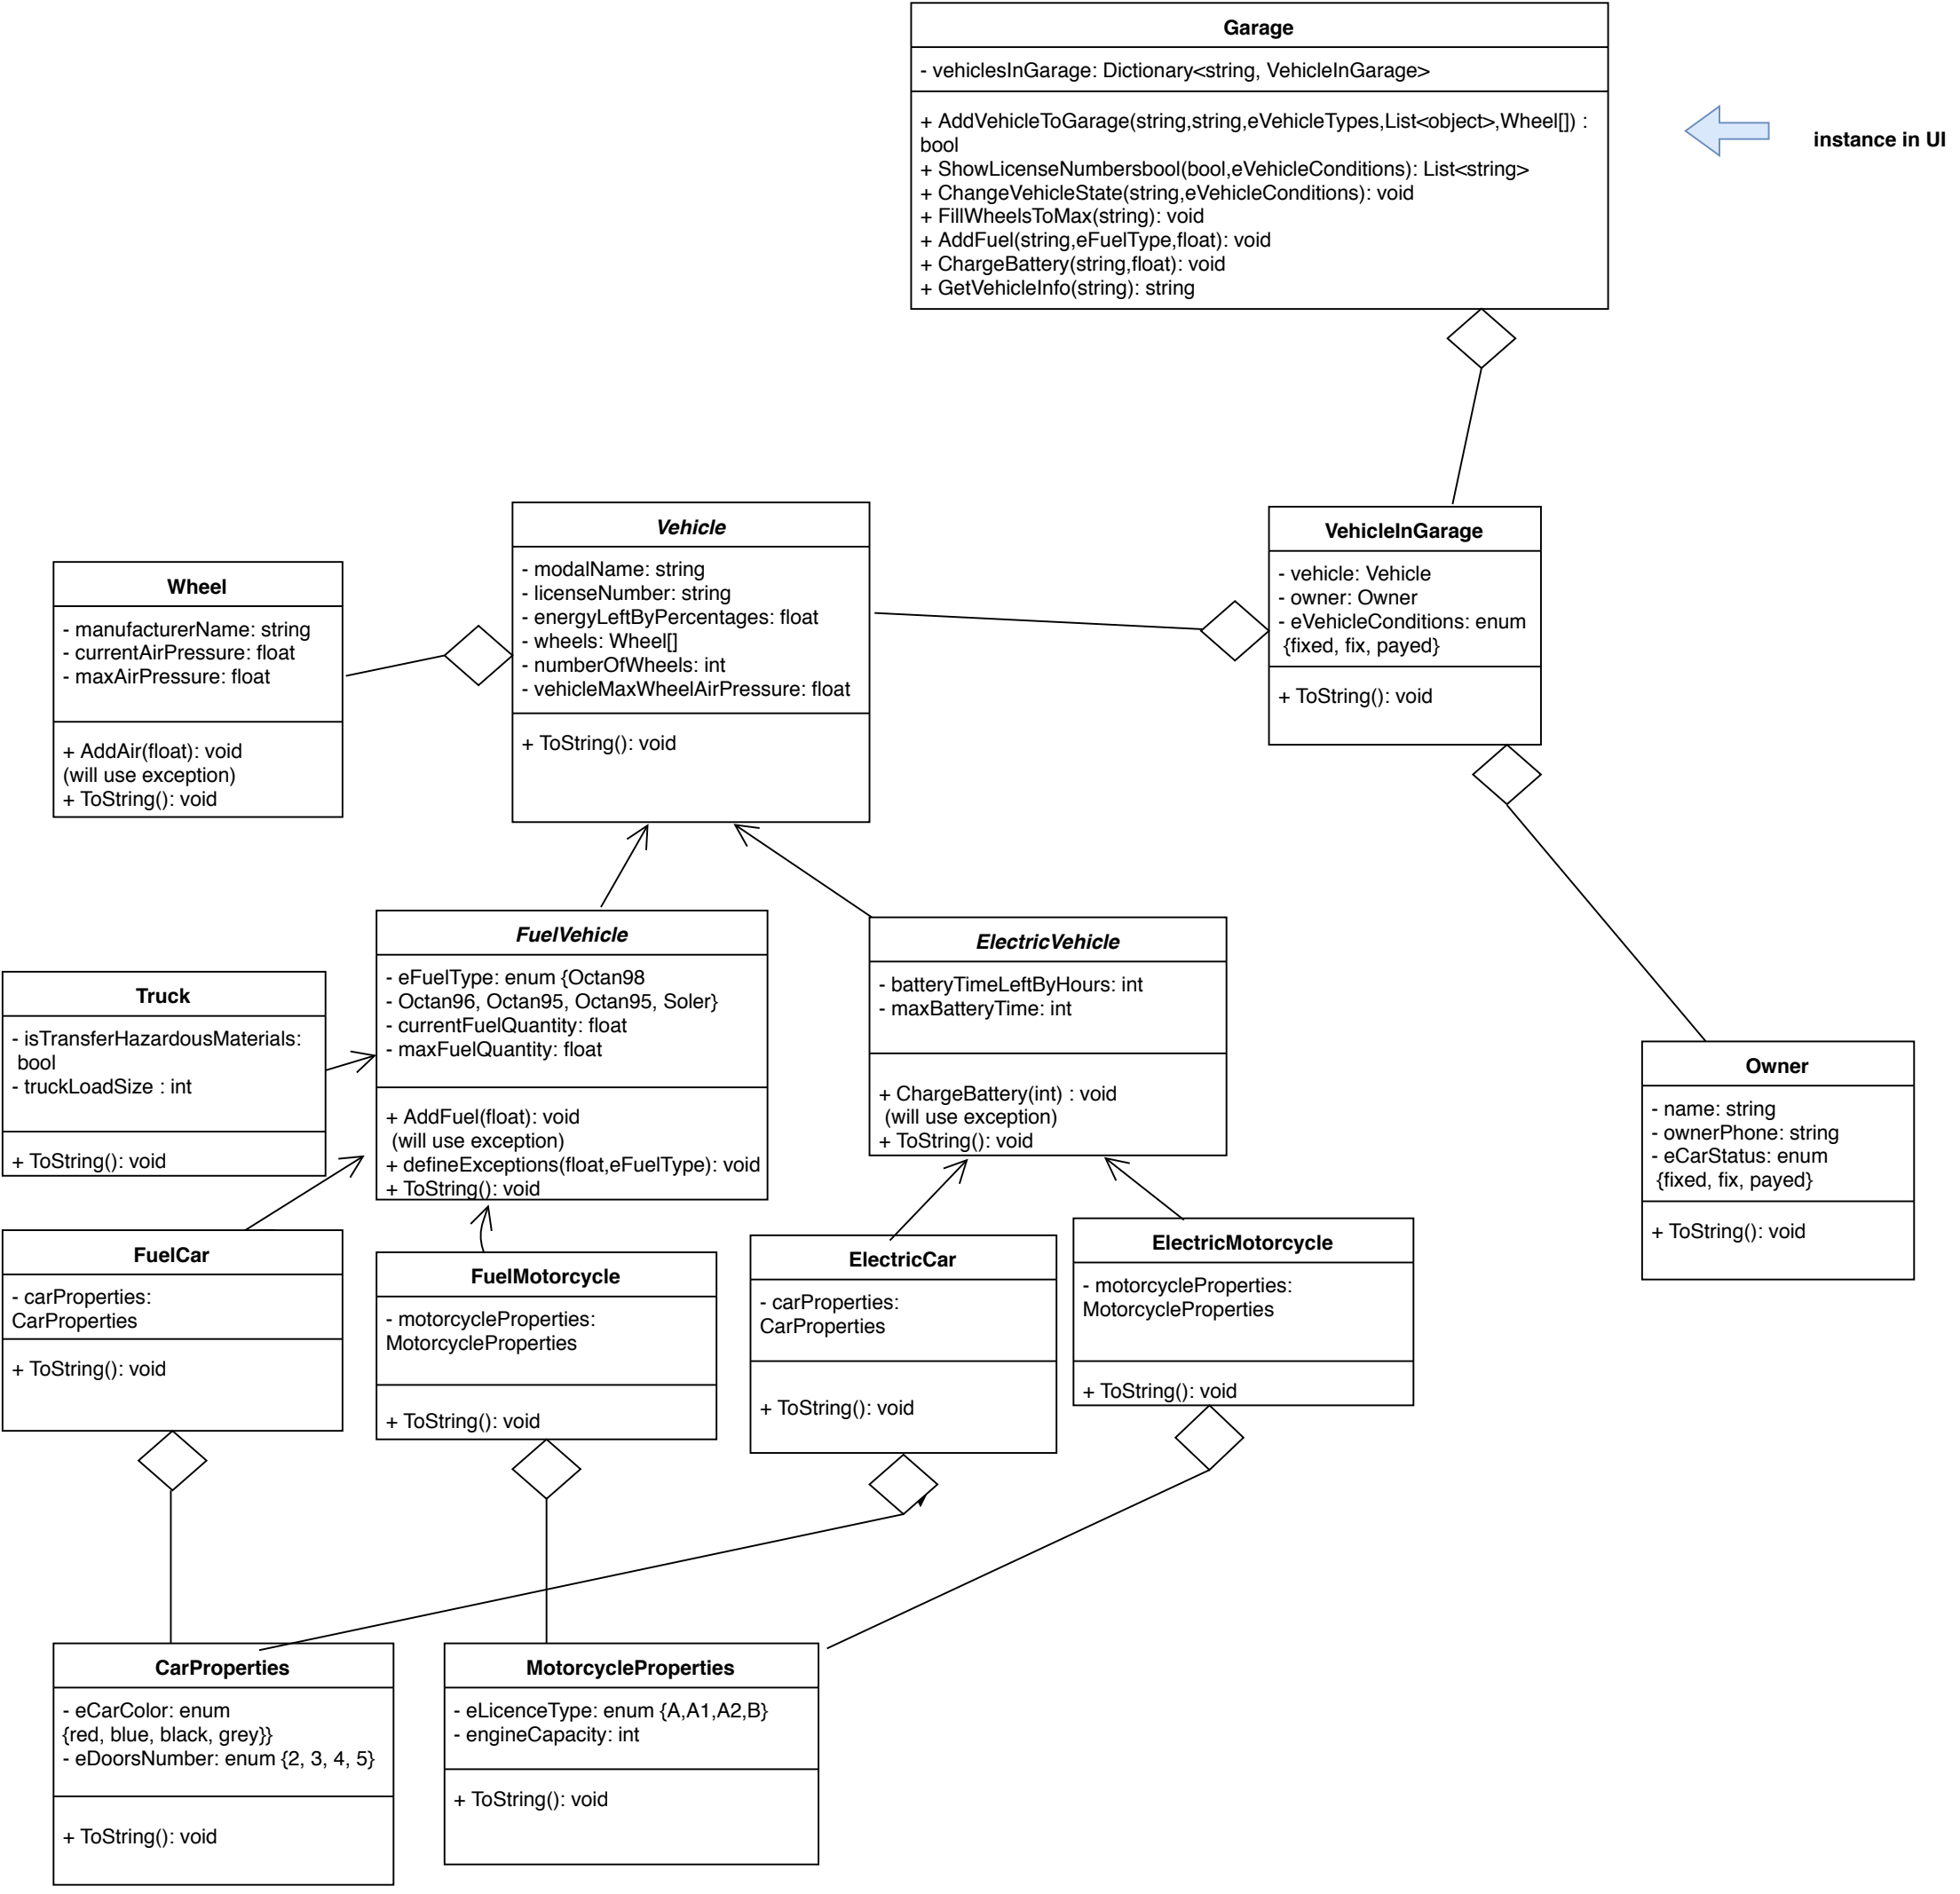 Garage
- vehiclesInGarage: Dictionary<string, VehicleInGarage>
+ AddVehicleToGarage(string,string,eVehicleTypes,List<object>,Wheel[]) :
bool
+ ShowLicenseNumbersbool(bool,eVehicleConditions): List<string>
+ ChangeVehicleState(string,eVehicleConditions): void
+ FillWheelsToMax(string): void
+ AddFuel(string,eFuelType,float): void
+ ChargeBattery(string,float): void
+ GetVehicleInfo(string): string
instance in UI
Vehicle
- modalName: string
- licenseNumber: string
- energyLeftByPercentages: float
- wheels: Wheel[]
- numberOfWheels: int
- vehicleMaxWheelAirPressure: float
+ ToString(): void
VehicleInGarage
- vehicle: Vehicle
- owner: Owner
- eVehicleConditions: enum
{fixed, fix, payed}
+ ToString(): void
Wheel
- manufacturerName: string
- currentAirPressure: float
- maxAirPressure: float
+ AddAir(float): void
(will use exception)
+ ToString(): void
FuelVehicle
- eFuelType: enum {Octan98
- Octan96, Octan95, Octan95, Soler}
- currentFuelQuantity: float
- maxFuelQuantity: float
+ AddFuel(float): void
(will use exception)
+ defineExceptions(float,eFuelType): void
+ ToString(): void
ElectricVehicle
- batteryTimeLeftByHours: int
- maxBatteryTime: int
+ ChargeBattery(int) : void
(will use exception)
+ ToString(): void
Truck
- isTransferHazardousMaterials:
bool
- truckLoadSize : int
+ ToString(): void
Owner
- name: string
- ownerPhone: string
- eCarStatus: enum
{fixed, fix, payed}
+ ToString(): void
FuelCar
- carProperties:
CarProperties
+ ToString(): void
FuelMotorcycle
- motorcycleProperties:
MotorcycleProperties
+ ToString(): void
ElectricCar
- carProperties:
CarProperties
+ ToString(): void
ElectricMotorcycle
- motorcycleProperties:
MotorcycleProperties
+ ToString(): void
CarProperties
- eCarColor: enum
{red, blue, black, grey}}
- eDoorsNumber: enum {2, 3, 4, 5}
+ ToString(): void
MotorcycleProperties
- eLicenceType: enum {A,A1,A2,B}
- engineCapacity: int
+ ToString(): void